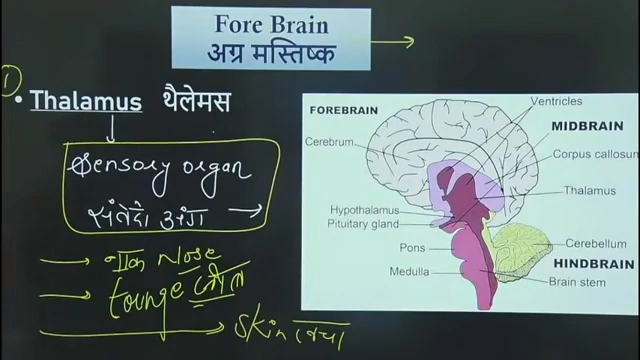 Fore Brain
अग्र मस्तिष्क
1
• Thalamus थैलेमस
Sensory organ
संवेदी अंग
नाक Nose
tounge जीभ
Skin त्वचा
FOREBRAIN
Cerebrum
Hypothalamus
Pituitary gland
Pons
Medulla
Ventricles
MIDBRAIN
Corpus callosum
Thalamus
Cerebellum
HINDBRAIN
Brain stem